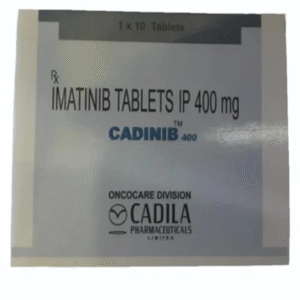 1 x 10 Tablets
Rx
IMATINIB TABLETS IP 400 mg
CADINIB™ 400
ONCOCARE DIVISION
CADILA
PHARMACEUTICALS
LIMITED